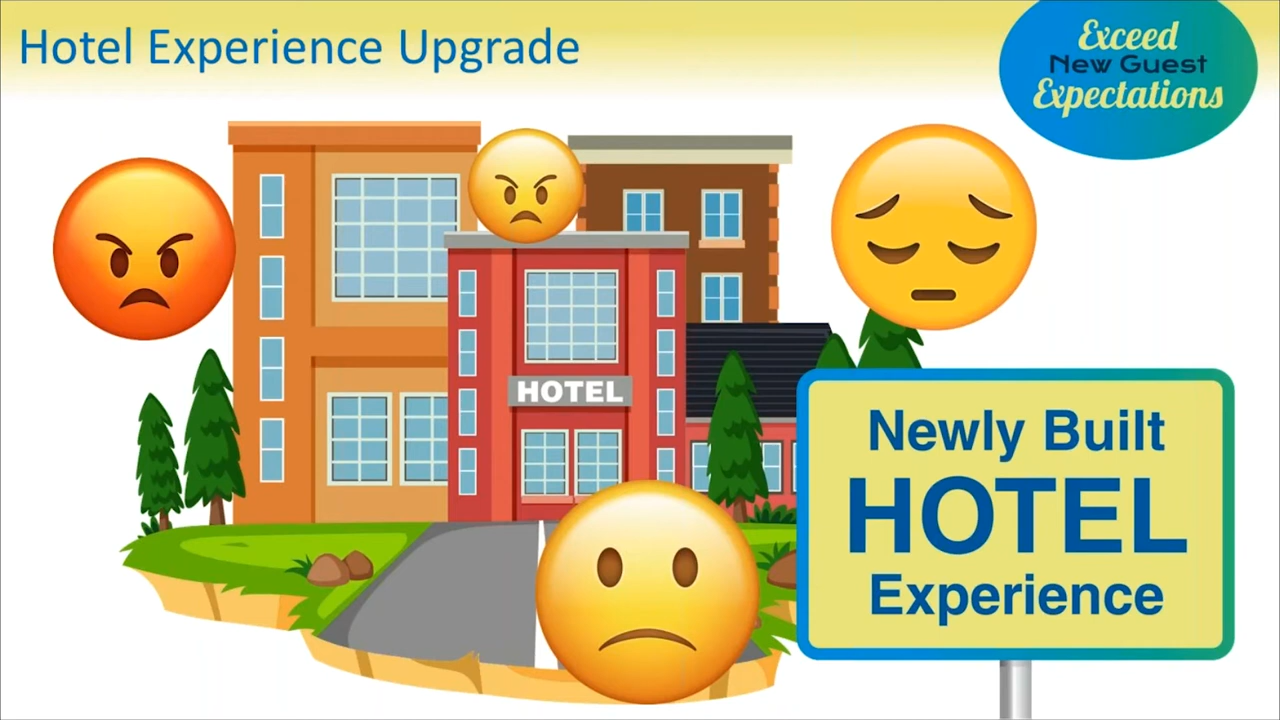 Hotel Experience Upgrade
Exceed
New Guest
Expectations
HOTEL
Newly Built
HOTEL
Experience